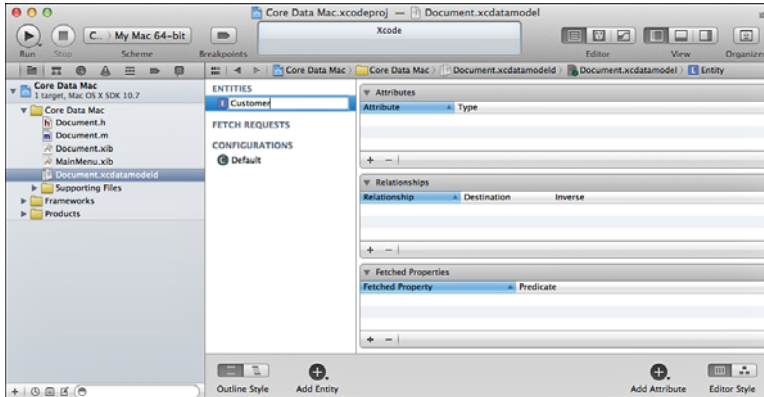 Core Data Mac.xcodeproj — Document.xcdatamodel
C.. My Mac 64-bit
Xcode
Run Stop Scheme Breakpoints Editor View Organizer
Core Data Mac
1 target, Mac OS X SDK 10.7
Core Data Mac
Document.h
Document.m
Document.xib
MainMenu.xib
Document.xcdatamodeld
Supporting Files
Frameworks
Products
Core Data Mac Core Data Mac Document.xcdatamodeld Document.xcdatamodel E Entity
ENTITIES
E Customer
FETCH REQUESTS
CONFIGURATIONS
C Default
Attributes
Attribute Type
+ −
Relationships
Relationship Destination Inverse
+ −
Fetched Properties
Fetched Property Predicate
+ −
Outline Style Add Entity Add Attribute Editor Style